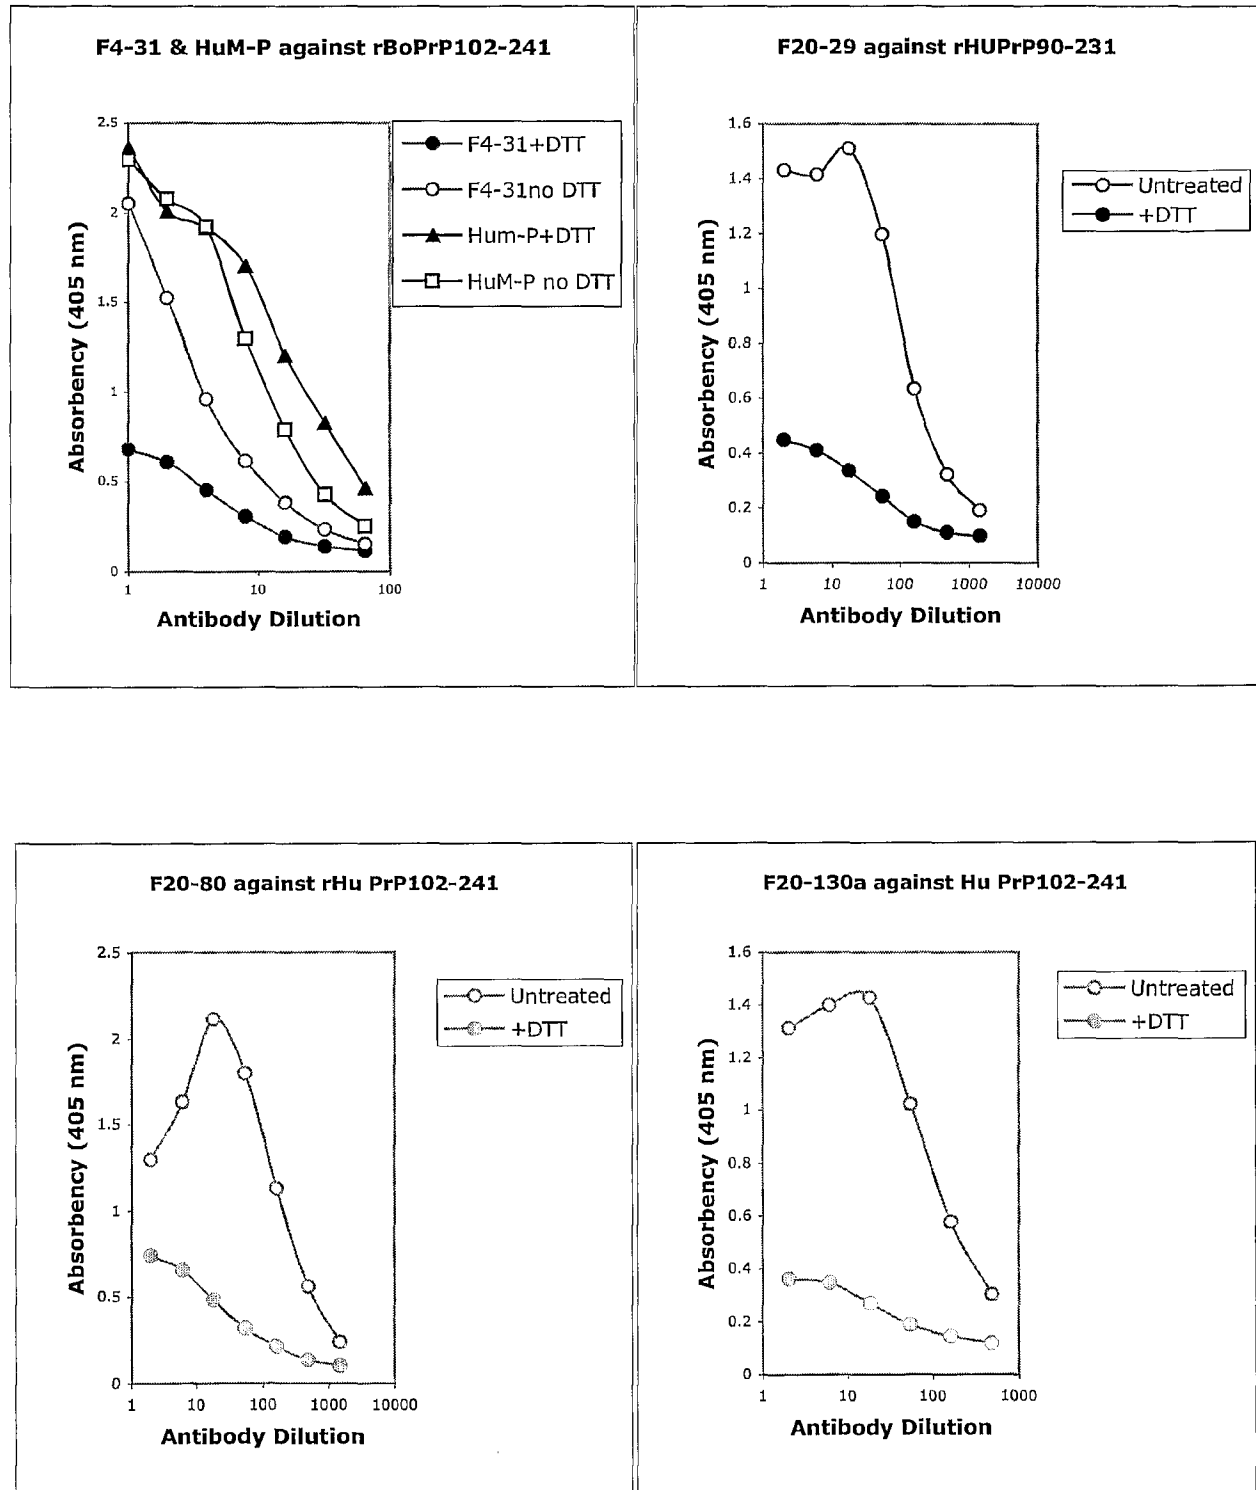 F4-31 & HuM-P against rBoPrP102-241
2.5
2
1.5
1
0.5
0
1
10
100
Absorbency (405 nm)
Antibody Dilution
F4-31+DTT
F4-31no DTT
Hum-P+DTT
HuM-P no DTT
F20-29 against rHUPrP90-231
1.6
1.4
1.2
1
0.8
0.6
0.4
0.2
0
1
10
100
1000
10000
Absorbency (405 nm)
Antibody Dilution
Untreated
+DTT
F20-80 against rHu PrP102-241
2.5
2
1.5
1
0.5
0
1
10
100
1000
10000
Absorbency (405 nm)
Antibody Dilution
Untreated
+DTT
F20-130a against Hu PrP102-241
1.6
1.4
1.2
1
0.8
0.6
0.4
0.2
0
1
10
100
1000
Absorbency (405 nm)
Antibody Dilution
Untreated
+DTT